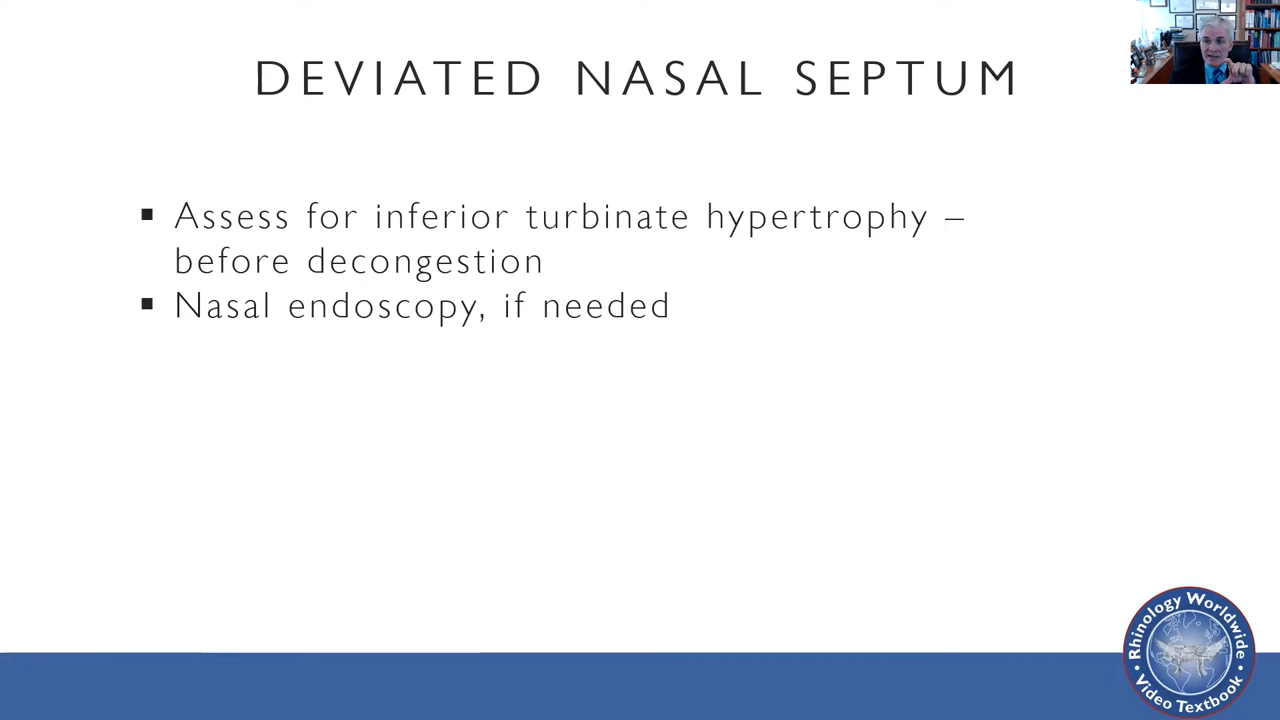 DEVIATED NASAL SEPTUM
▪ Assess for inferior turbinate hypertrophy –
before decongestion
▪ Nasal endoscopy, if needed
Rhinology Worldwide
• Video Textbook •